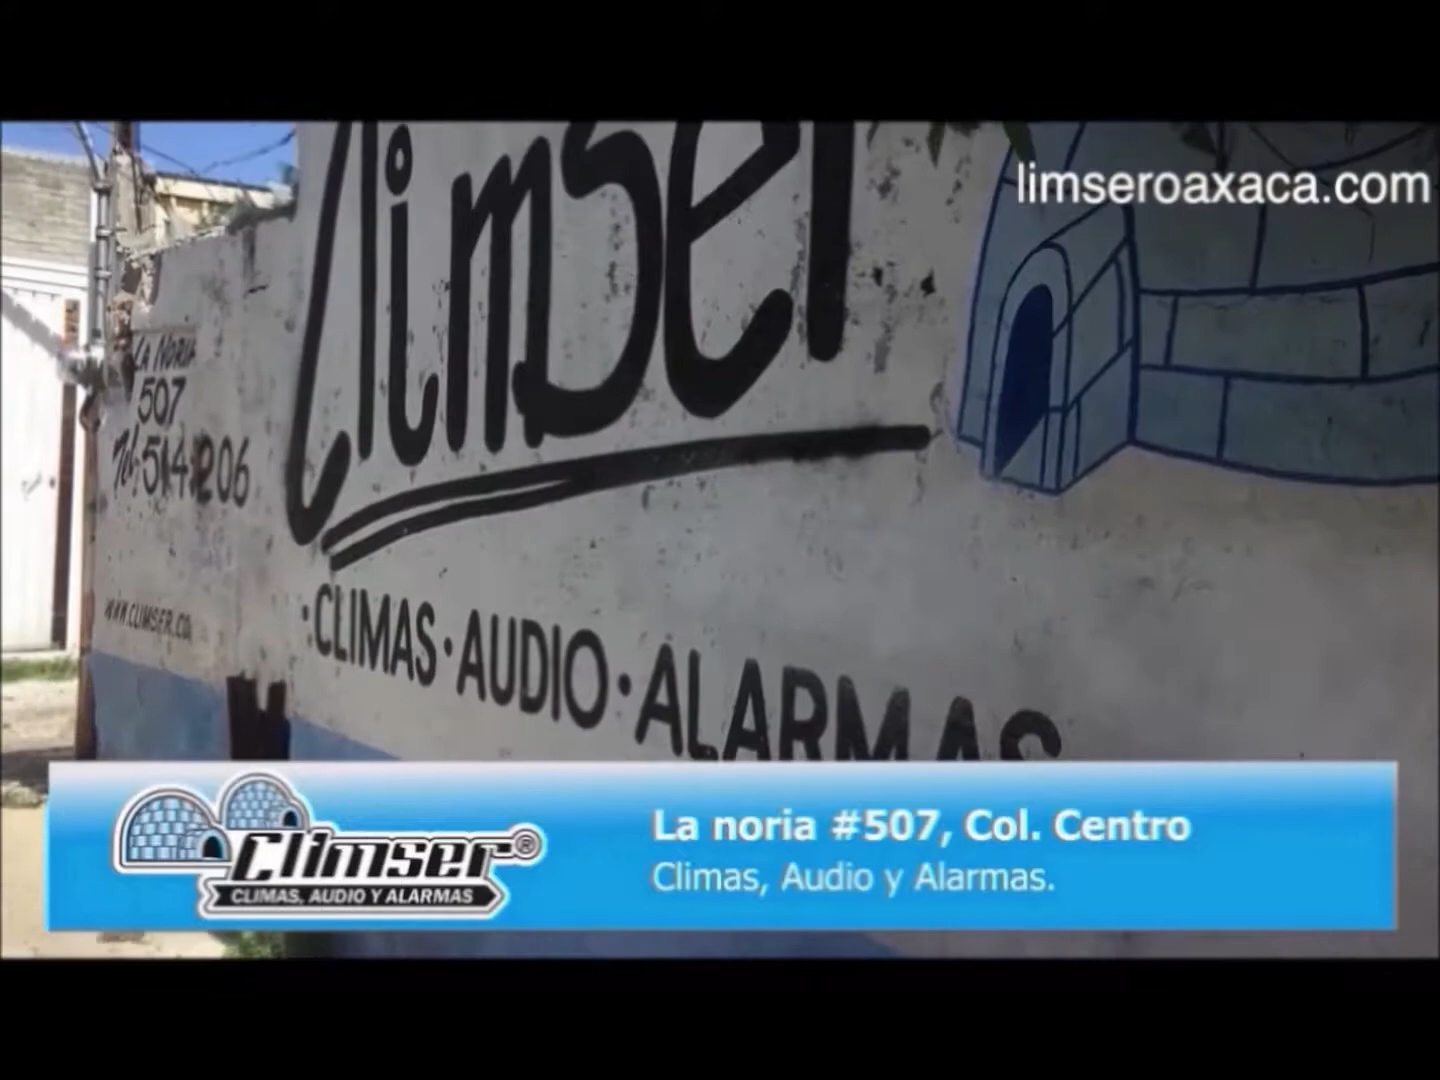 limseroaxaca.com
Climser
LA NORIA
507
Tel. 514 1206
WWW.CLIMSER.CO
·CLIMAS·AUDIO·ALARMAS
Climser®
CLIMAS, AUDIO Y ALARMAS
La noria #507, Col. Centro
Climas, Audio y Alarmas.